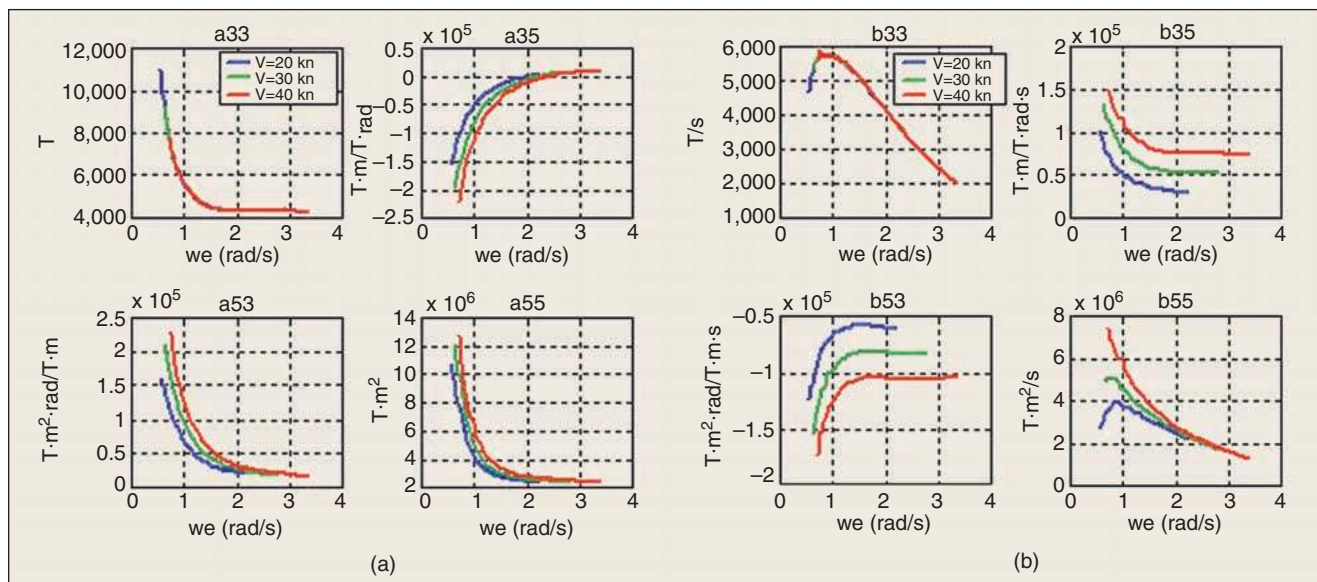 a33
12,000
10,000
8,000
6,000
4,000
T
V=20 kn
V=30 kn
V=40 kn
0 1 2 3 4
we (rad/s)
x 10⁵
a35
0.5
0
−0.5
−1
−1.5
−2
−2.5
T·m/T·rad
0 1 2 3 4
we (rad/s)
x 10⁵
a53
2.5
2
1.5
1
0.5
0
T·m²·rad/T·m
0 1 2 3 4
we (rad/s)
x 10⁶
a55
14
12
10
8
6
4
2
T·m²
0 1 2 3 4
we (rad/s)
(a)
b33
6,000
5,000
4,000
3,000
2,000
1,000
T/s
V=20 kn
V=30 kn
V=40 kn
0 1 2 3 4
we (rad/s)
x 10⁵
b35
2
1.5
1
0.5
0
T·m/T·rad·s
0 1 2 3 4
we (rad/s)
x 10⁵
b53
−0.5
−1
−1.5
−2
T·m²·rad/T·m·s
0 1 2 3 4
we (rad/s)
x 10⁶
b55
8
6
4
2
0
T·m²/s
0 1 2 3 4
we (rad/s)
(b)